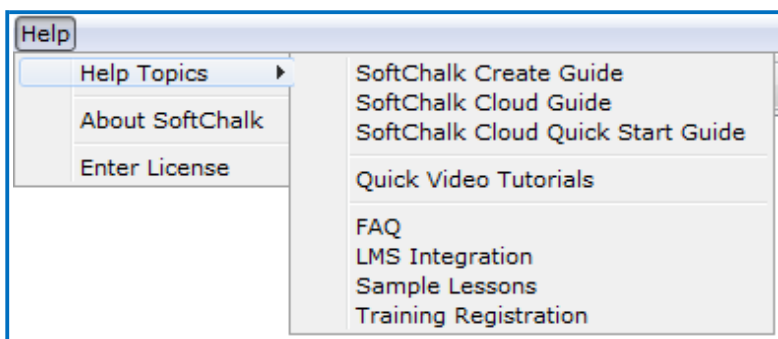 Help
Help Topics
About SoftChalk
Enter License
SoftChalk Create Guide
SoftChalk Cloud Guide
SoftChalk Cloud Quick Start Guide
Quick Video Tutorials
FAQ
LMS Integration
Sample Lessons
Training Registration